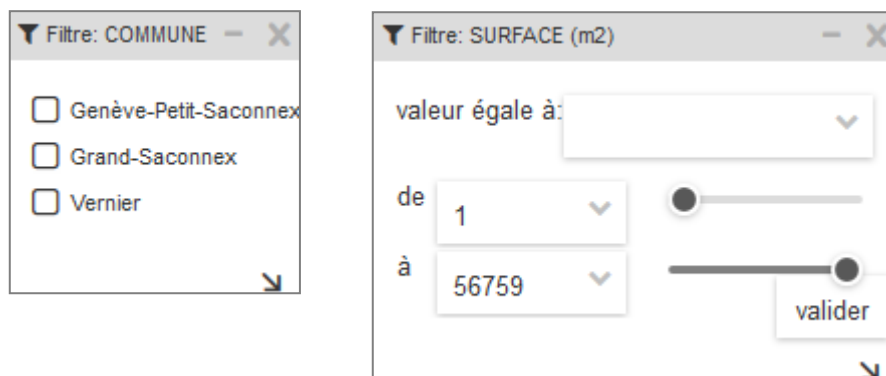 Filtre: COMMUNE
Genève-Petit-Saconnex
Grand-Saconnex
Vernier
Filtre: SURFACE (m2)
valeur égale à:
de
1
à
56759
valider